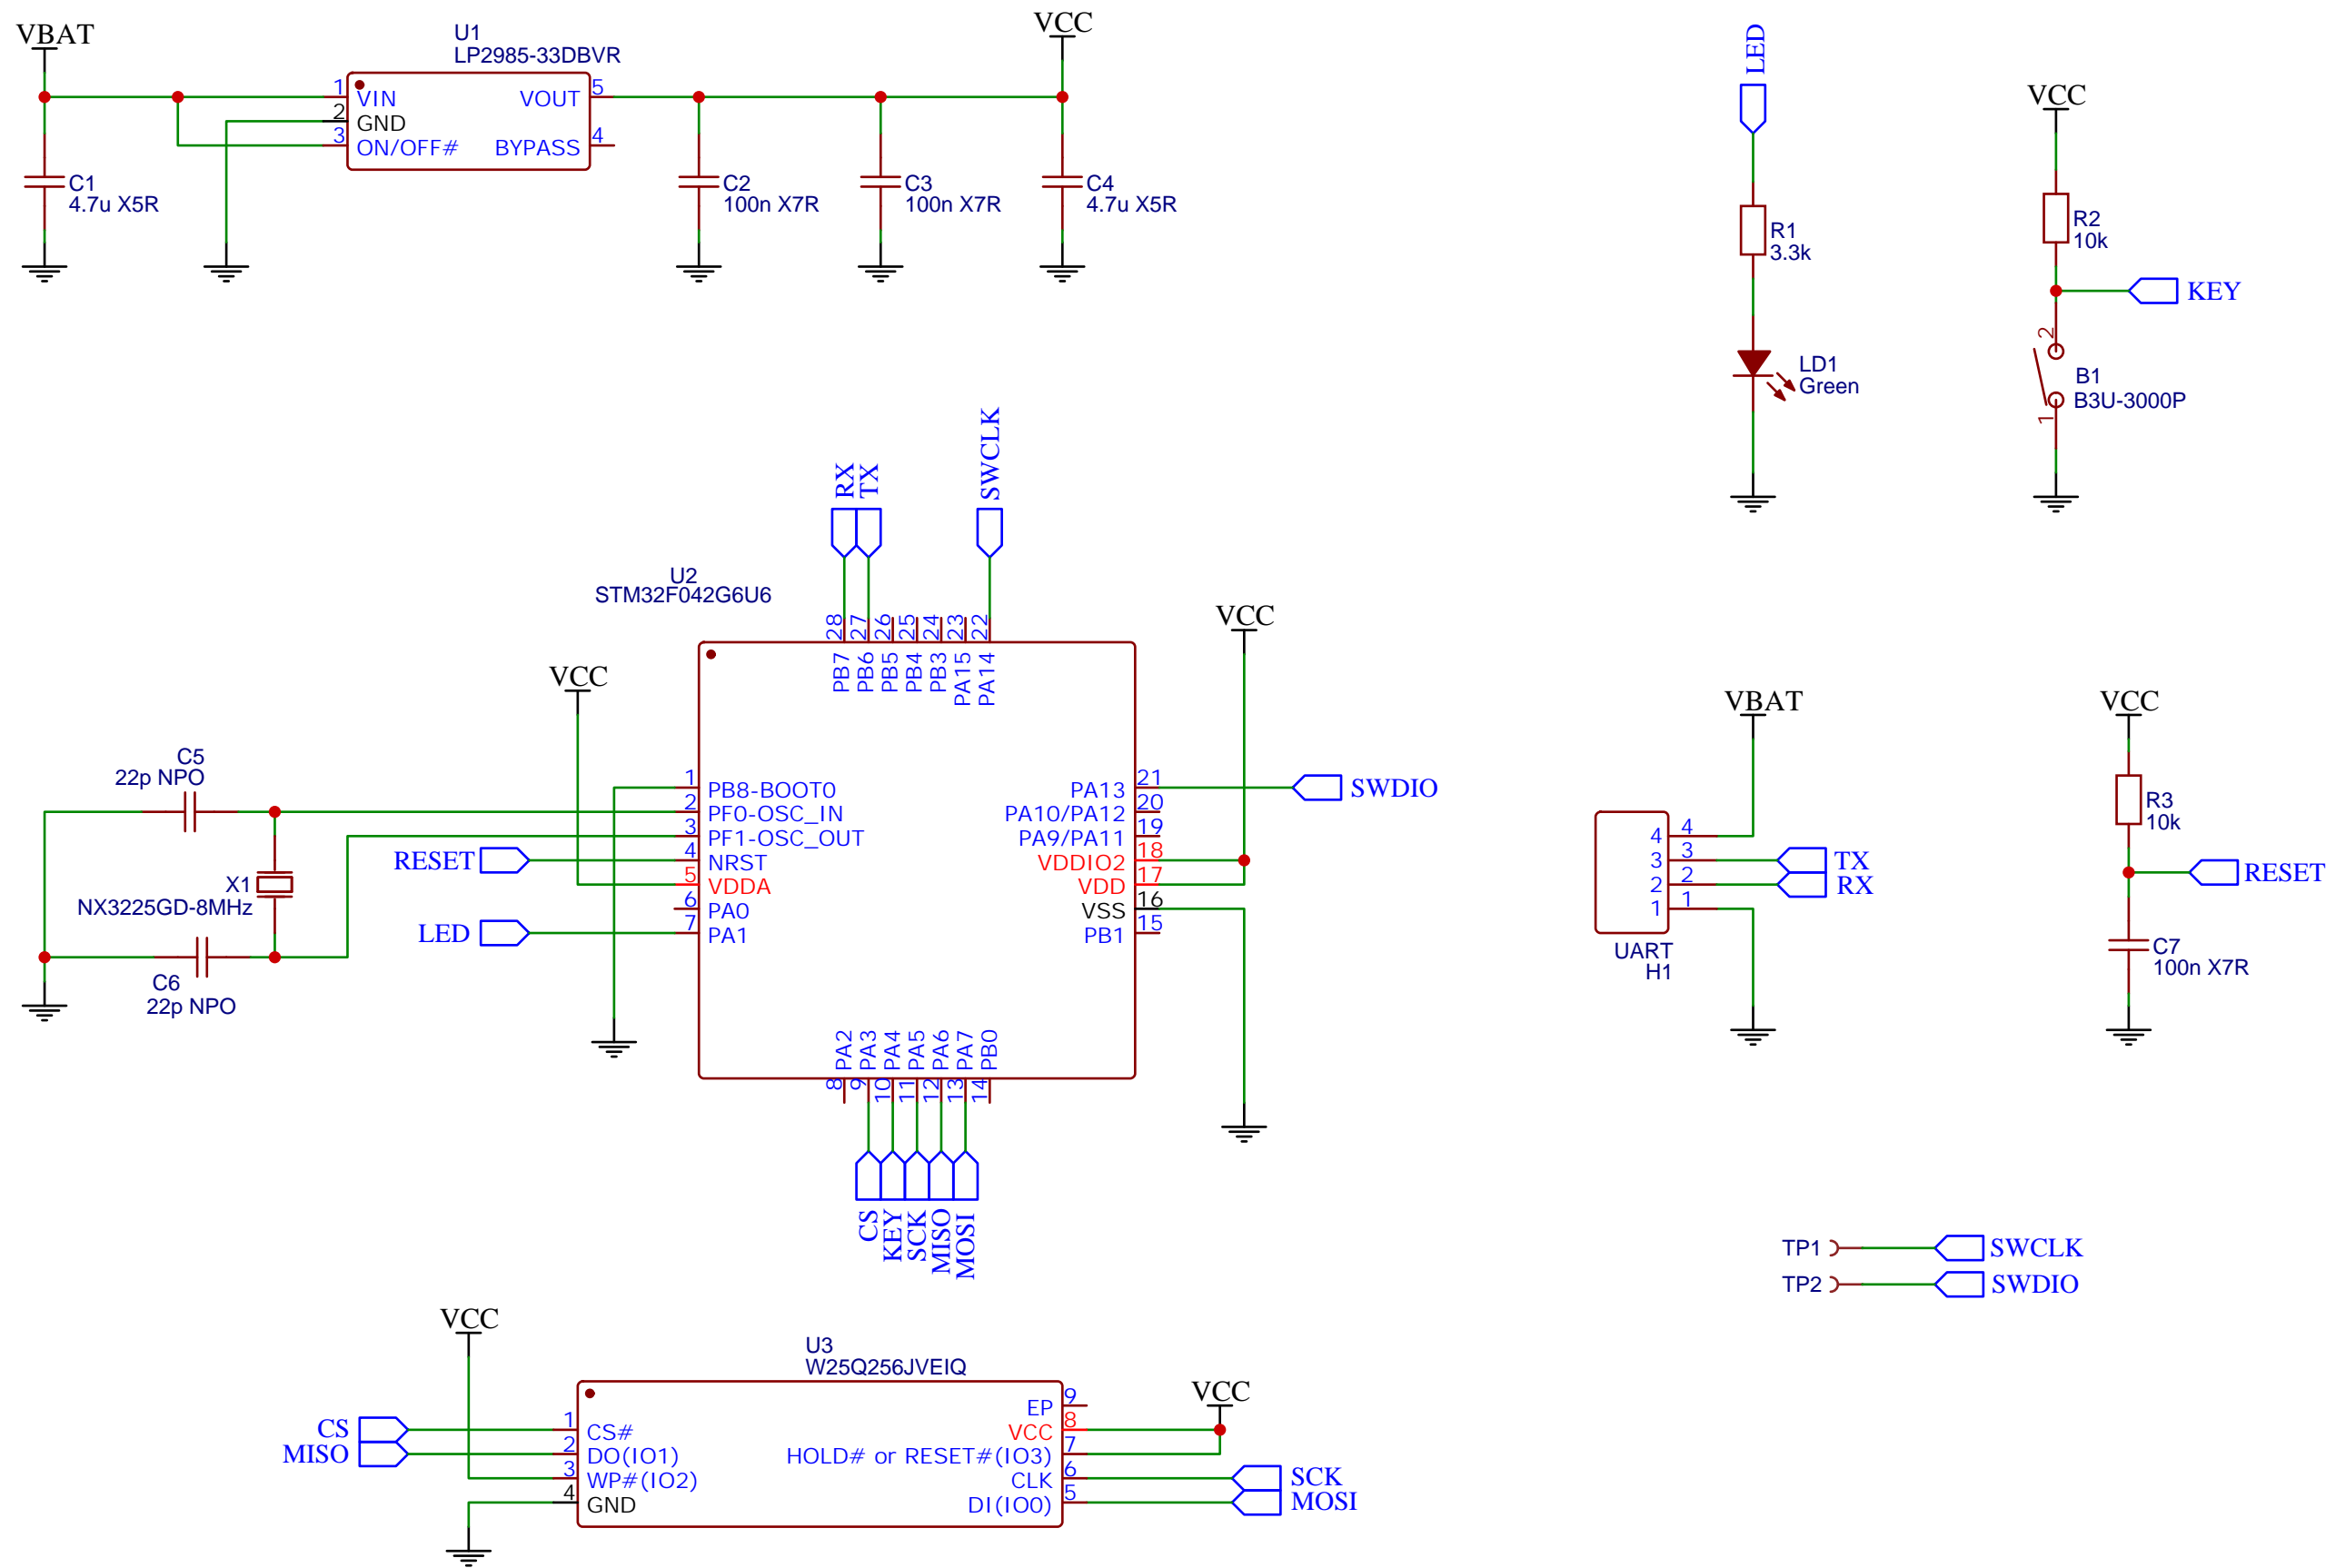 VBAT
U1
LP2985-33DBVR
VCC
1
VIN
2
GND
3
ON/OFF#
VOUT
5
BYPASS
4
C1
4.7u X5R
C2
100n X7R
C3
100n X7R
C4
4.7u X5R
LED
R1
3.3k
LD1
Green
VCC
R2
10k
KEY
2
1
B1
B3U-3000P
RX
TX
SWCLK
U2
STM32F042G6U6
VCC
VCC
28
27
26
25
24
23
22
PB7
PB6
PB5
PB4
PB3
PA15
PA14
1
PB8-BOOT0
2
PF0-OSC_IN
3
PF1-OSC_OUT
4
NRST
5
VDDA
6
PA0
7
PA1
PA13
21
PA10/PA12
20
PA9/PA11
19
VDDIO2
18
VDD
17
VSS
16
PB1
15
SWDIO
C5
22p NPO
X1
NX3225GD-8MHz
C6
22p NPO
RESET
LED
PA2
PA3
PA4
PA5
PA6
PA7
PB0
8
9
10
11
12
13
14
CS
KEY
SCK
MISO
MOSI
VBAT
4
4
3
3
TX
2
2
RX
1
1
UART
H1
VCC
R3
10k
RESET
C7
100n X7R
TP1
SWCLK
TP2
SWDIO
VCC
U3
W25Q256JVEIQ
VCC
CS
MISO
1
CS#
2
DO(IO1)
3
WP#(IO2)
4
GND
EP
9
VCC
8
HOLD# or RESET#(IO3)
7
CLK
6
DI(IO0)
5
SCK
MOSI